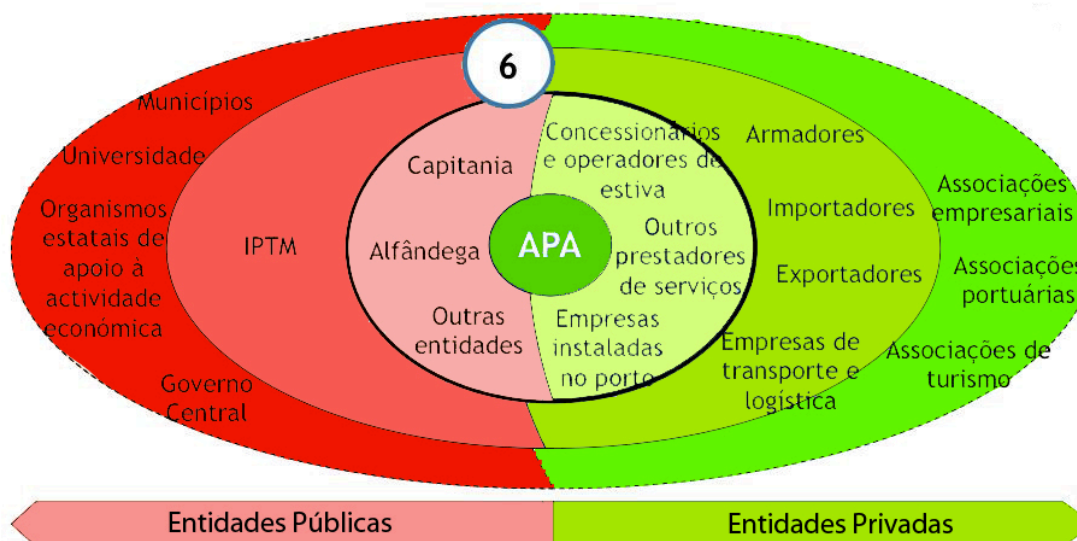 6
Municípios
Universidade
Organismos
estatais de
apoio à
actividade
económica
Governo
Central
IPTM
Capitania
Alfândega
Outras
entidades
APA
Concessionários
e operadores de
estiva
Outros
prestadores
de serviços
Empresas
instaladas
no porto
Armadores
Importadores
Exportadores
Empresas de
transporte e
logística
Associações
empresariais
Associações
portuárias
Associações de
turismo
Entidades Públicas
Entidades Privadas